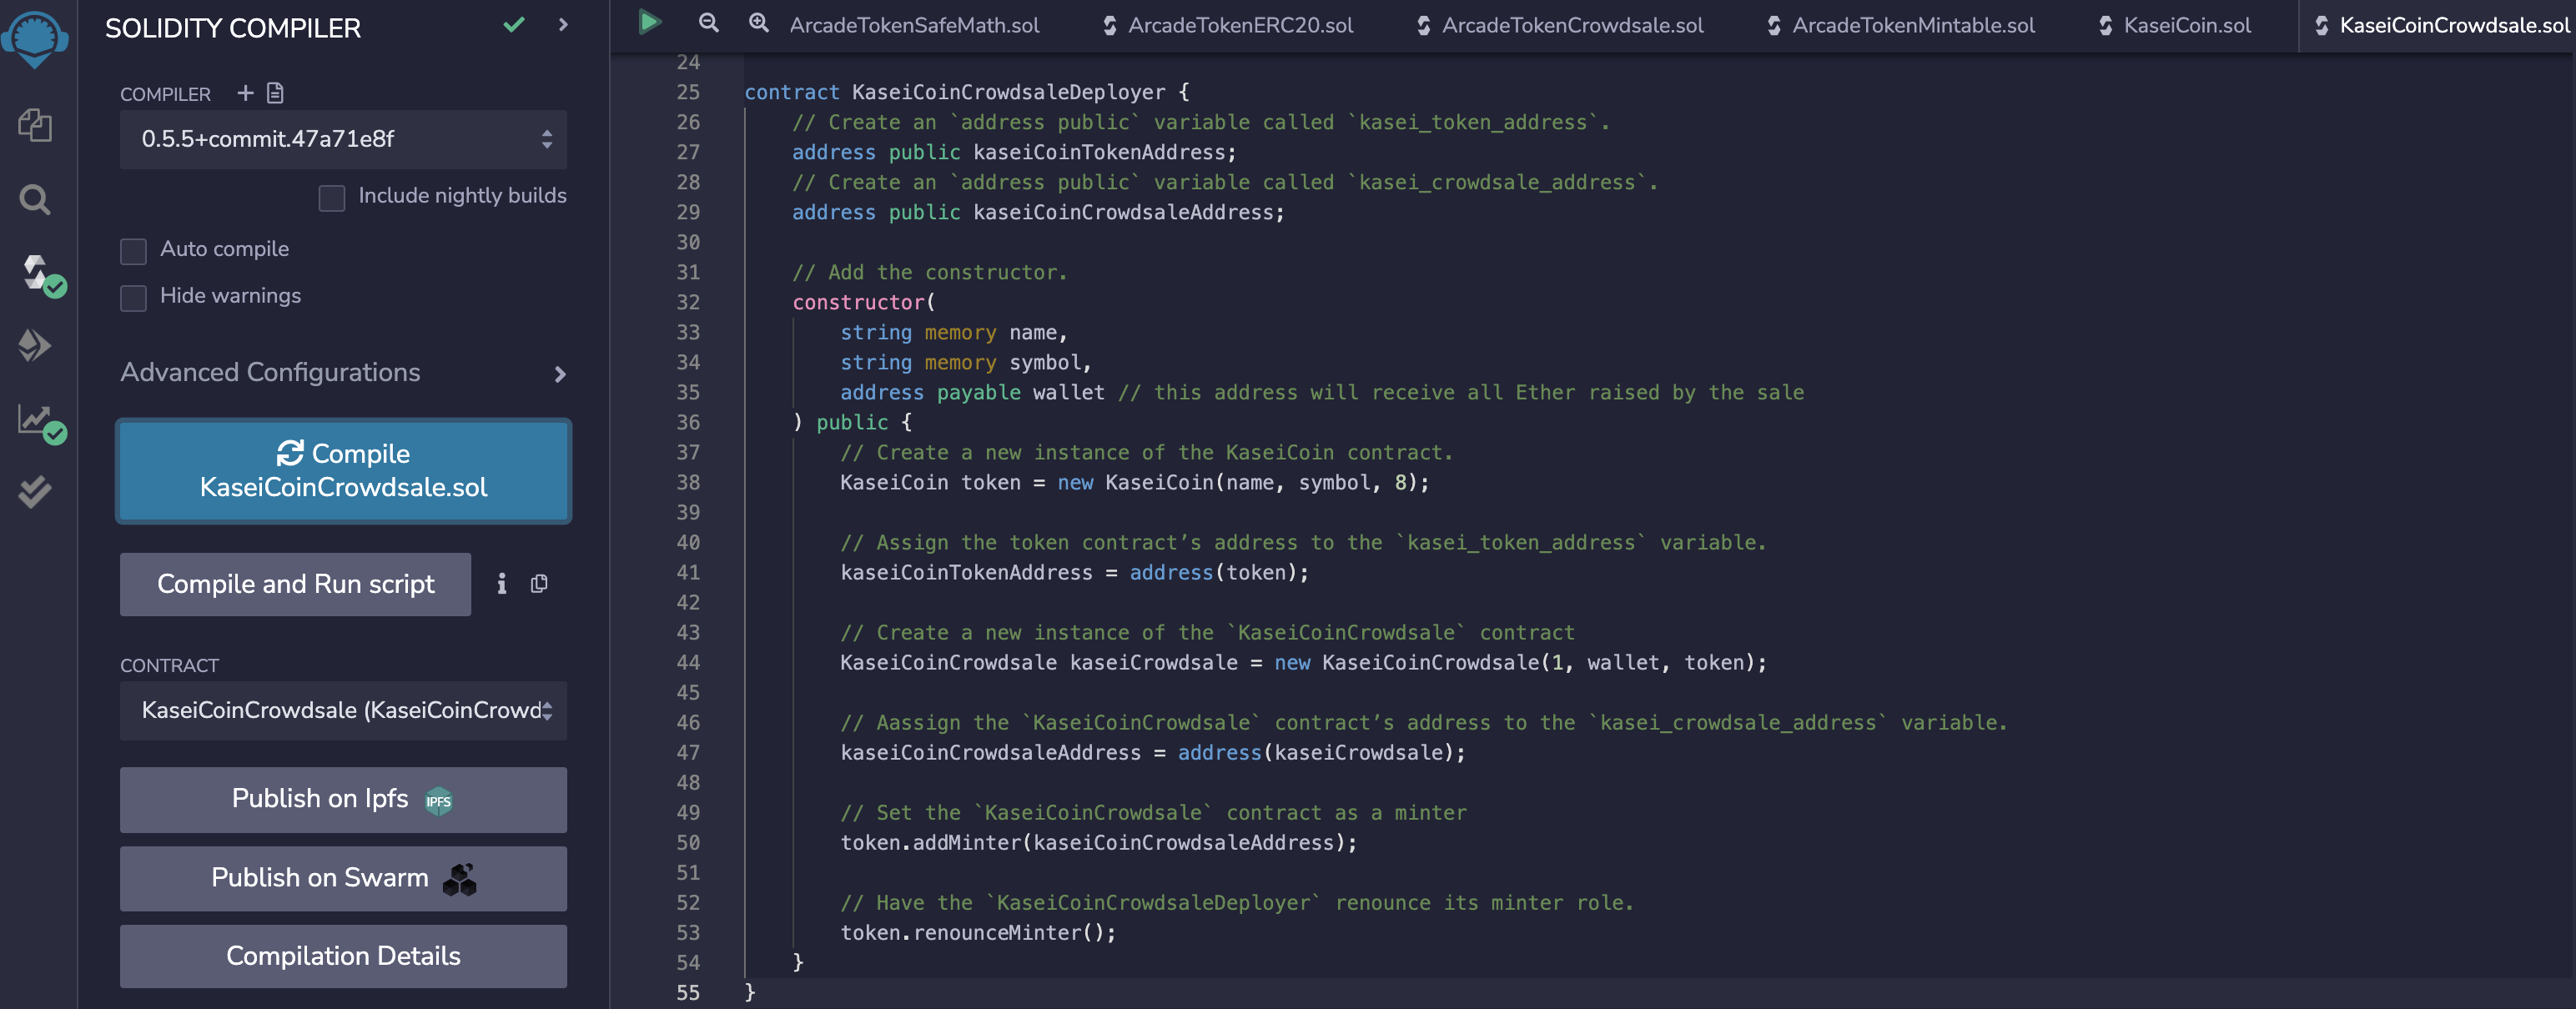 SOLIDITY COMPILER
COMPILER
0.5.5+commit.47a71e8f
Include nightly builds
Auto compile
Hide warnings
Advanced Configurations
Compile
KaseiCoinCrowdsale.sol
Compile and Run script
CONTRACT
KaseiCoinCrowdsale (KaseiCoinCrowd
Publish on Ipfs IPFS
Publish on Swarm
Compilation Details
ArcadeTokenSafeMath.sol ArcadeTokenERC20.sol ArcadeTokenCrowdsale.sol ArcadeTokenMintable.sol KaseiCoin.sol KaseiCoinCrowdsale.sol
24
25 contract KaseiCoinCrowdsaleDeployer {
26 // Create an `address public` variable called `kasei_token_address`.
27 address public kaseiCoinTokenAddress;
28 // Create an `address public` variable called `kasei_crowdsale_address`.
29 address public kaseiCoinCrowdsaleAddress;
30
31 // Add the constructor.
32 constructor(
33 string memory name,
34 string memory symbol,
35 address payable wallet // this address will receive all Ether raised by the sale
36 ) public {
37 // Create a new instance of the KaseiCoin contract.
38 KaseiCoin token = new KaseiCoin(name, symbol, 8);
39
40 // Assign the token contract’s address to the `kasei_token_address` variable.
41 kaseiCoinTokenAddress = address(token);
42
43 // Create a new instance of the `KaseiCoinCrowdsale` contract
44 KaseiCoinCrowdsale kaseiCrowdsale = new KaseiCoinCrowdsale(1, wallet, token);
45
46 // Aassign the `KaseiCoinCrowdsale` contract’s address to the `kasei_crowdsale_address` variable.
47 kaseiCoinCrowdsaleAddress = address(kaseiCrowdsale);
48
49 // Set the `KaseiCoinCrowdsale` contract as a minter
50 token.addMinter(kaseiCoinCrowdsaleAddress);
51
52 // Have the `KaseiCoinCrowdsaleDeployer` renounce its minter role.
53 token.renounceMinter();
54 }
55 }